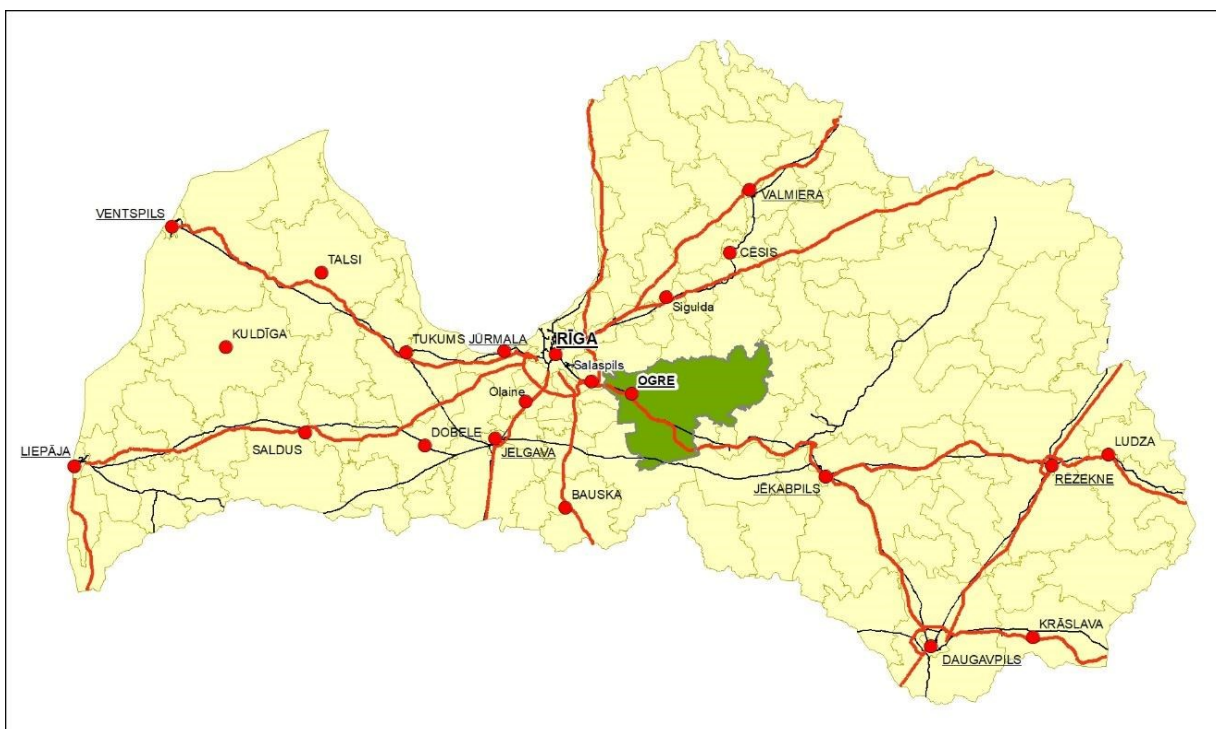 VALMIERA
VENTSPILS
CĒSIS
TALSI
Sigulda
KULDĪGA
TUKUMS JŪRMALA
RĪGA
Salaspils
OGRE
Olaine
DOBELE
LUDZA
SALDUS
JELGAVA
LIEPĀJA
RĒZEKNE
JĒKABPILS
BAUSKA
KRĀSLAVA
DAUGAVPILS